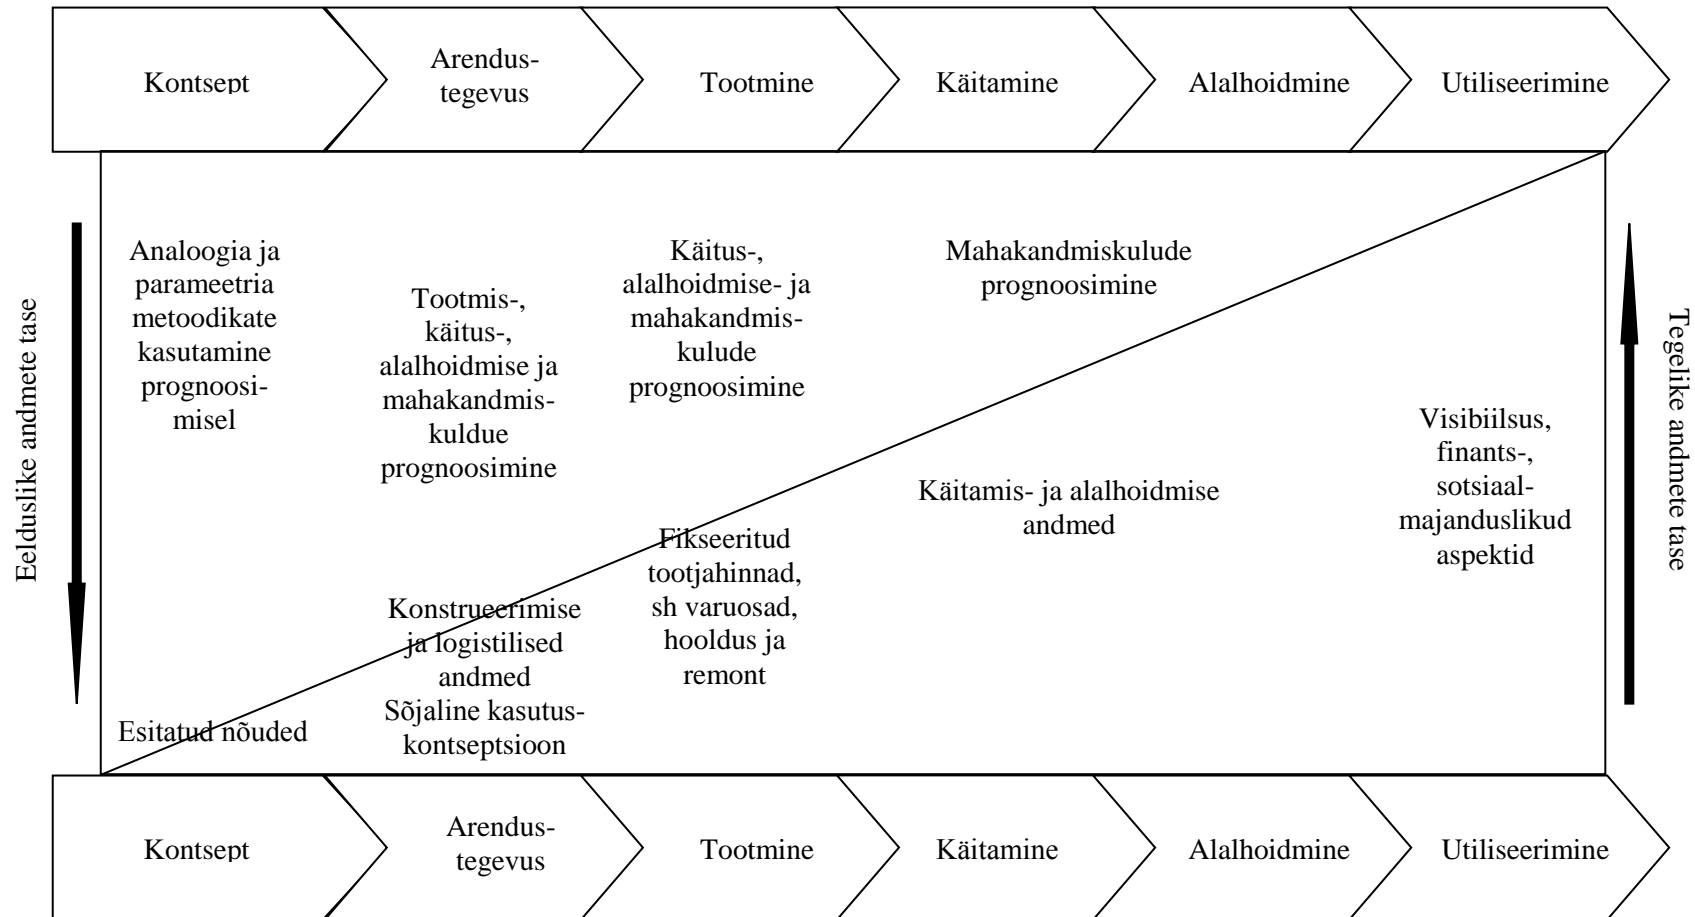 Kontsept
Arendus-
tegevus
Tootmine
Käitamine
Alalhoidmine
Utiliseerimine
Eelduslike andmete tase
Analoogia ja
parameetria
metoodikate
kasutamine
prognoosi-
misel
Tootmis-,
käitus-,
alalhoidmise ja
mahakandmis-
kuldue
prognoosimine
Käitus-,
alalhoidmise- ja
mahakandmis-
kulude
prognoosimine
Mahakandmiskulude
prognoosimine
Esitatud nõuded
Konstrueerimise
ja logistilised
andmed
Sõjaline kasutus-
kontseptsioon
Fikseeritud
tootjahinnad,
sh varuosad,
hooldus ja
remont
Käitamis- ja alalhoidmise
andmed
Visibiilsus,
finants-,
sotsiaal-
majanduslikud
aspektid
Tegelike andmete tase
Kontsept
Arendus-
tegevus
Tootmine
Käitamine
Alalhoidmine
Utiliseerimine